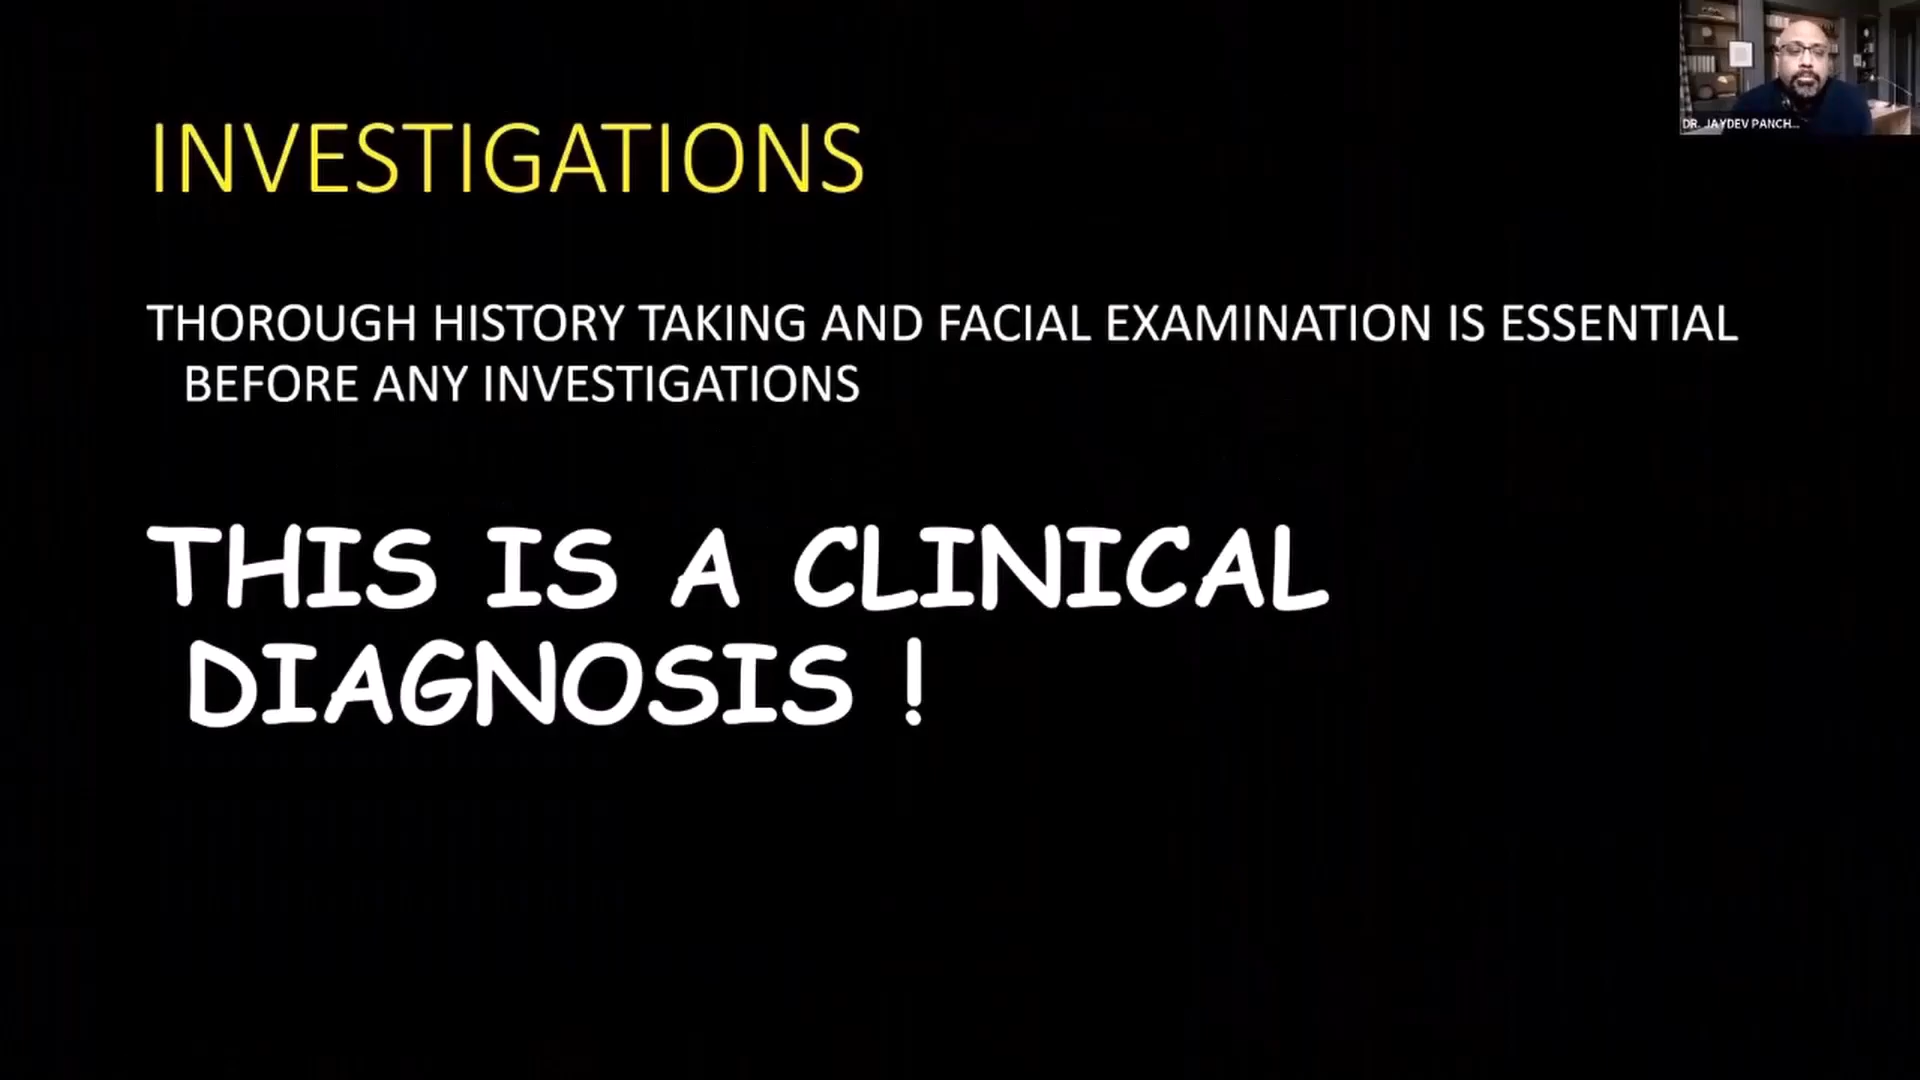 DR. JAYDEV PANCH...
INVESTIGATIONS
THOROUGH HISTORY TAKING AND FACIAL EXAMINATION IS ESSENTIAL
BEFORE ANY INVESTIGATIONS
THIS IS A CLINICAL
DIAGNOSIS !